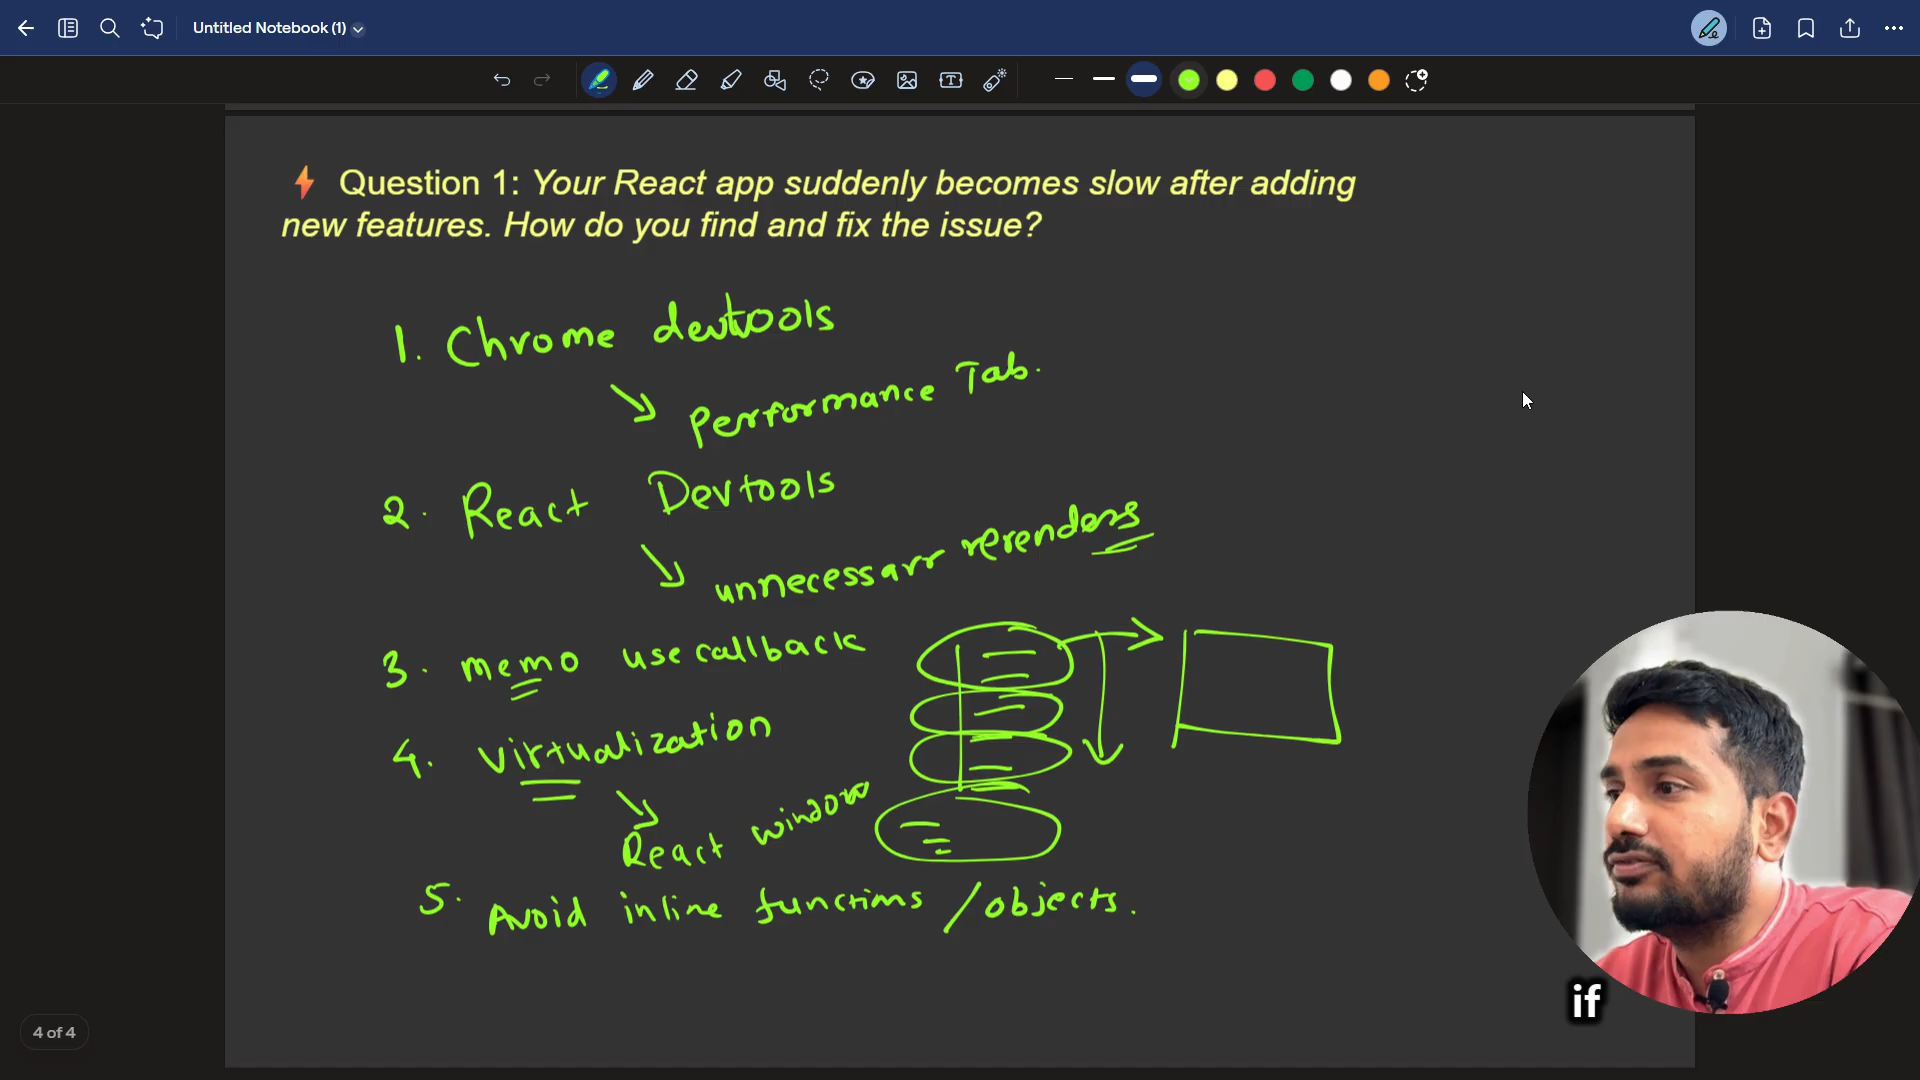 Untitled Notebook (1)
⚡ Question 1: Your React app suddenly becomes slow after adding
new features. How do you find and fix the issue?
1. Chrome devtools
performance Tab.
2. React Devtools
unnecessarr rerenders
3. memo use callback
4. Virtualization
React window
5. Avoid inline functions / objects.
if
4 of 4